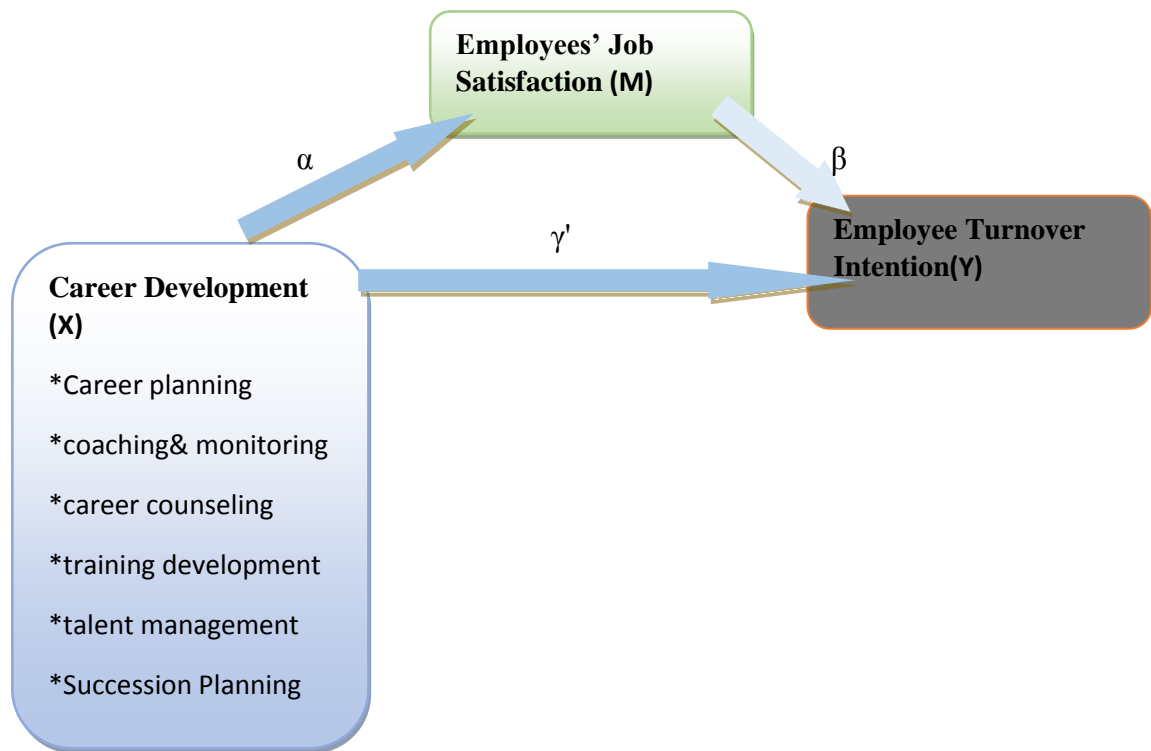 Employees’ Job
Satisfaction (M)
α
β
γ'
Employee Turnover
Intention(Y)
Career Development
(X)
*Career planning
*coaching& monitoring
*career counseling
*training development
*talent management
*Succession Planning